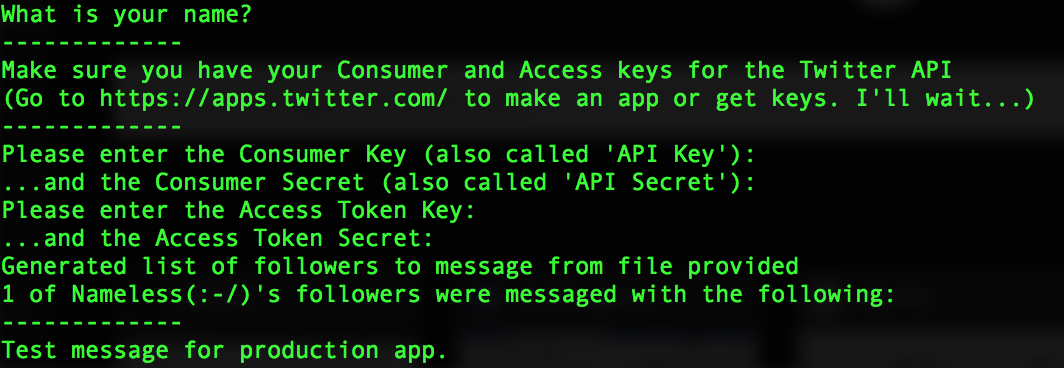 What is your name?
-------------
Make sure you have your Consumer and Access keys for the Twitter API
(Go to https://apps.twitter.com/ to make an app or get keys. I'll wait...)
-------------
Please enter the Consumer Key (also called 'API Key'):
...and the Consumer Secret (also called 'API Secret'):
Please enter the Access Token Key:
...and the Access Token Secret:
Generated list of followers to message from file provided
1 of Nameless(:-/)'s followers were messaged with the following:
-------------
Test message for production app.